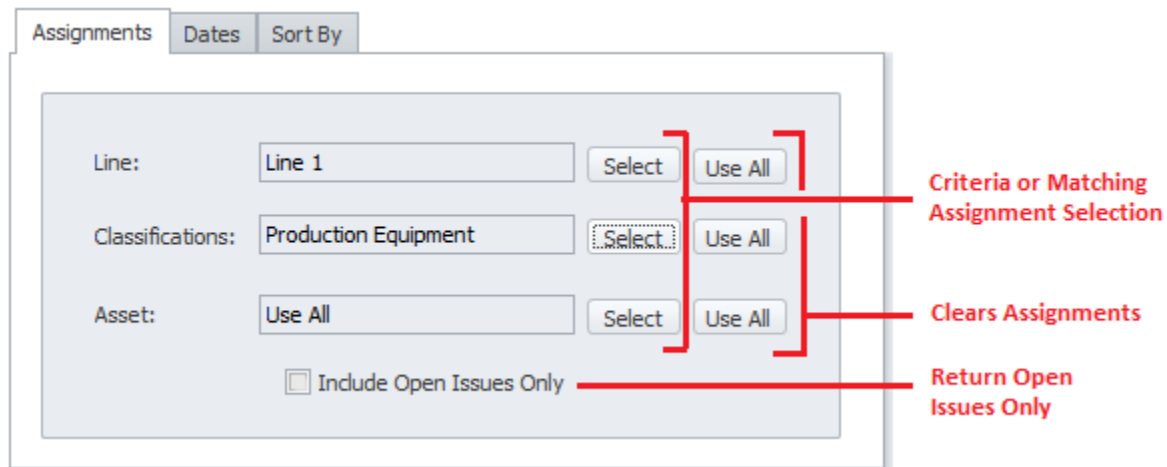 Assignments Dates Sort By
Line: Line 1 Select Use All
Criteria or Matching
Assignment Selection
Classifications: Production Equipment Select Use All
Asset: Use All Select Use All
Clears Assignments
Include Open Issues Only
Return Open
Issues Only